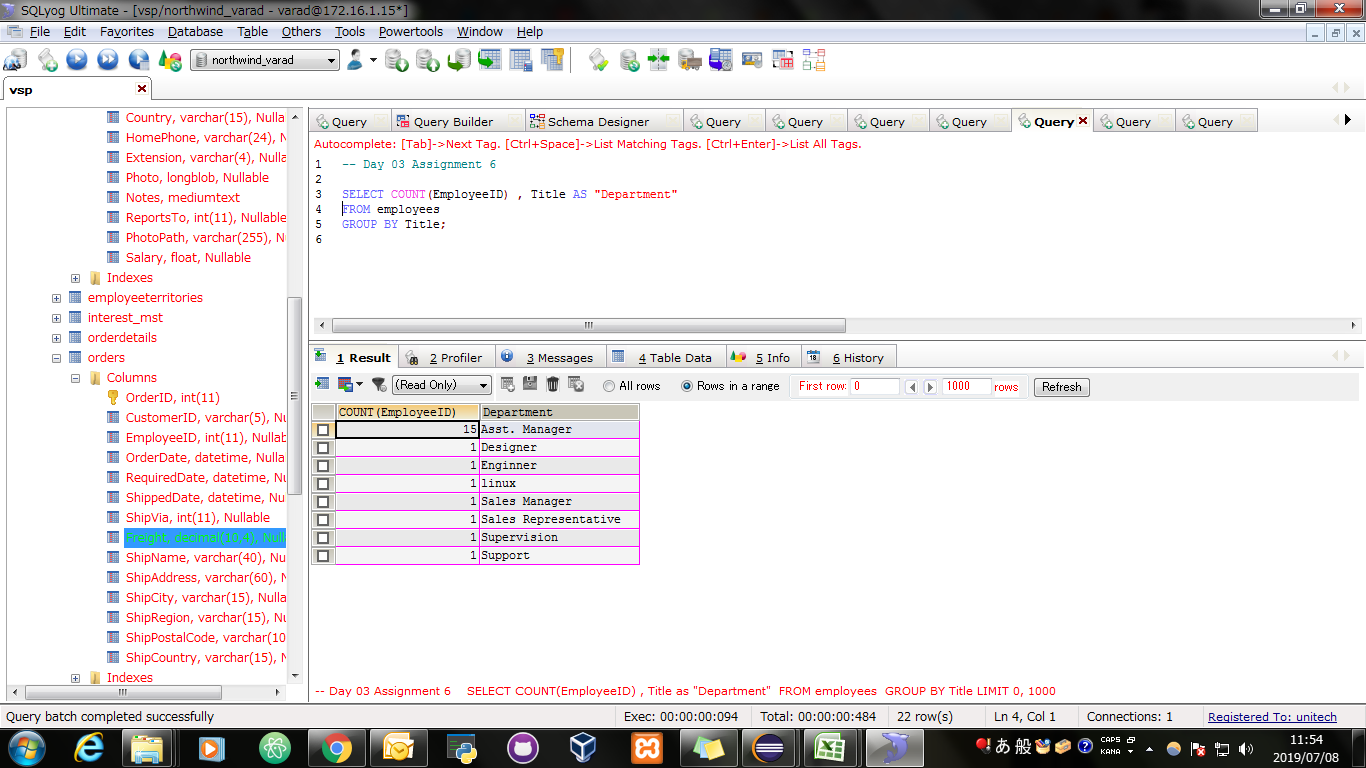 SQLyog Ultimate - [vsp/northwind_varad - varad@172.16.1.15*]
File Edit Favorites Database Table Others Tools Powertools Window Help
northwind_varad
vsp
Country, varchar(15), Nulla
HomePhone, varchar(24), N
Extension, varchar(4), Nulla
Photo, longblob, Nullable
Notes, mediumtext
ReportsTo, int(11), Nullable
PhotoPath, varchar(255), N
Salary, float, Nullable
Indexes
employeeterritories
interest_mst
orderdetails
orders
Columns
OrderID, int(11)
CustomerID, varchar(5), Nu
EmployeeID, int(11), Nullab
OrderDate, datetime, Nulla
RequiredDate, datetime, Nu
ShippedDate, datetime, Nu
ShipVia, int(11), Nullable
Freight, decimal(10,4), Null
ShipName, varchar(40), Nu
ShipAddress, varchar(60), N
ShipCity, varchar(15), Nulla
ShipRegion, varchar(15), Nu
ShipPostalCode, varchar(10
ShipCountry, varchar(15), N
Indexes
Query Query Builder Schema Designer Query Query Query Query Query Query Query
Autocomplete: [Tab]->Next Tag. [Ctrl+Space]->List Matching Tags. [Ctrl+Enter]->List All Tags.
1 -- Day 03 Assignment 6
2
3 SELECT COUNT(EmployeeID) , Title AS "Department"
4 FROM employees
5 GROUP BY Title;
6
1 Result 2 Profiler 3 Messages 4 Table Data 5 Info 18 6 History
(Read Only) All rows Rows in a range First row: 0 1000 rows Refresh
COUNT(EmployeeID) Department
15 Asst. Manager
1 Designer
1 Enginner
1 linux
1 Sales Manager
1 Sales Representative
1 Supervision
1 Support
-- Day 03 Assignment 6 SELECT COUNT(EmployeeID) , Title as "Department" FROM employees GROUP BY Title LIMIT 0, 1000
Query batch completed successfully Exec: 00:00:00:094 Total: 00:00:00:484 22 row(s) Ln 4, Col 1 Connections: 1 Registered To: unitech
あ 般 CAPS KANA 11:54
2019/07/08